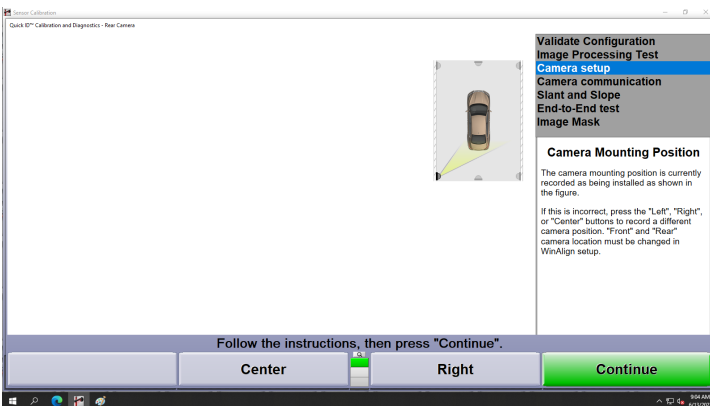 Sensor Calibration
Quick ID™ Calibration and Diagnostics - Rear Camera
Validate Configuration
Image Processing Test
Camera setup
Camera communication
Slant and Slope
End-to-End test
Image Mask
Camera Mounting Position
The camera mounting position is currently
recorded as being installed as shown in
the figure.
If this is incorrect, press the "Left", "Right",
or "Center" buttons to record a different
camera position. "Front" and "Rear"
camera location must be changed in
WinAlign setup.
Follow the instructions, then press "Continue".
Center
Right
Continue
9:04 AM